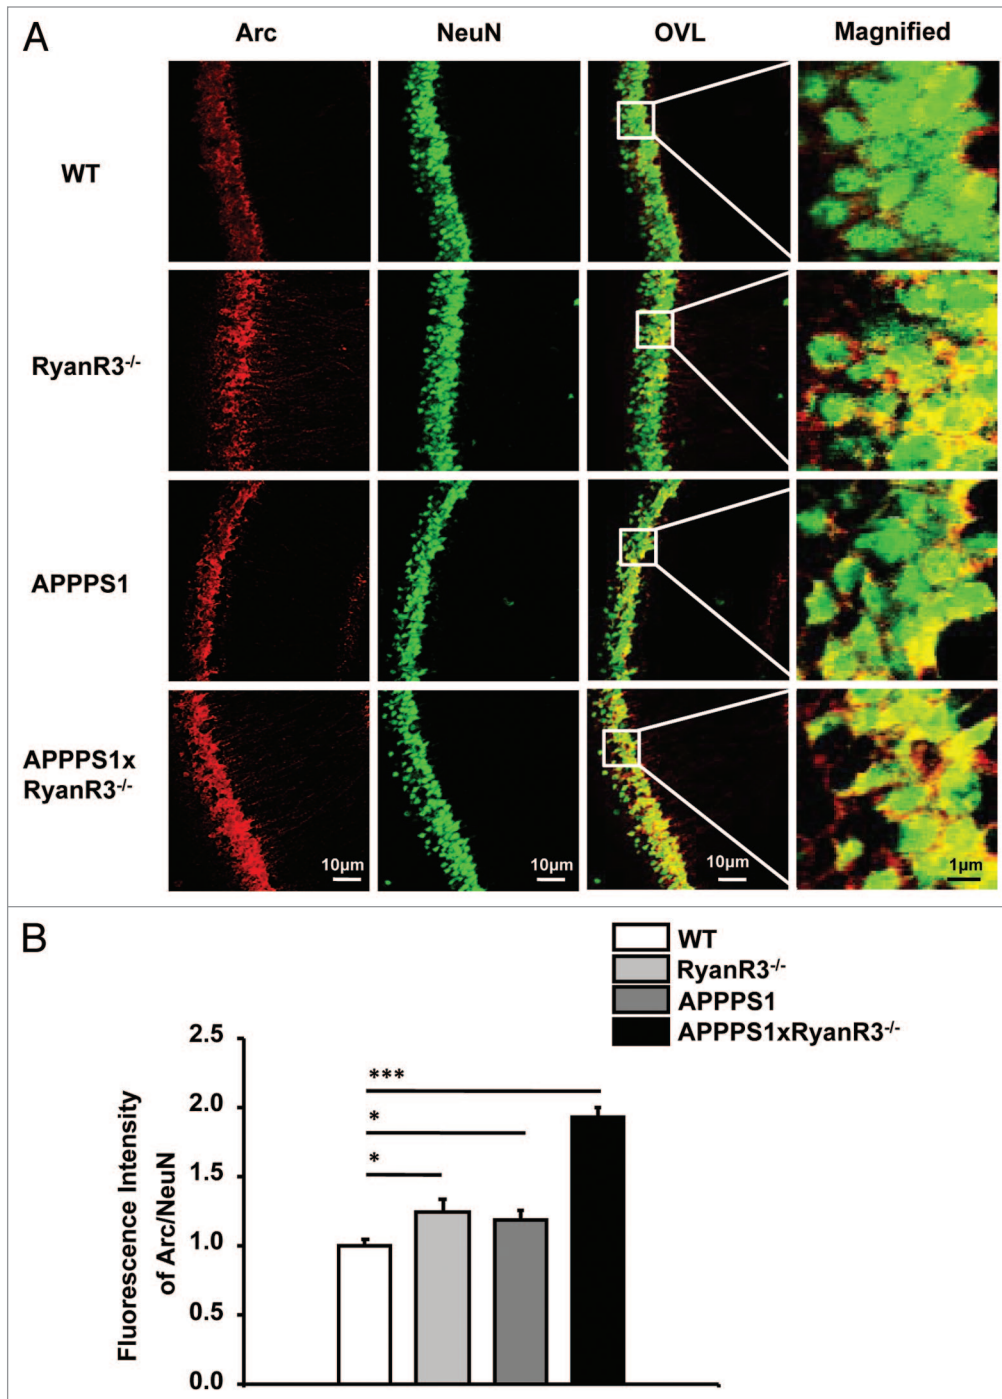 A
Arc NeuN OVL Magnified
WT
RyanR3-/-
APPPS1
APPPS1x
RyanR3-/-
10μm 10μm 1μm
B
WT
RyanR3-/-
APPPS1
APPPS1xRyanR3-/-
Fluorescence Intensity
of Arc/NeuN
2.5
2.0
1.5
1.0
0.5
0.0
***
*
*